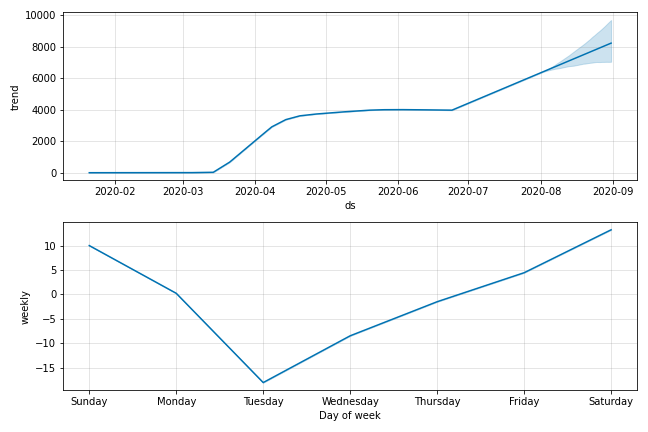 10000
8000
6000
4000
2000
0
trend
2020-02 2020-03 2020-04 2020-05 2020-06 2020-07 2020-08 2020-09
ds
10
5
0
−5
−10
−15
weekly
Sunday Monday Tuesday Wednesday Thursday Friday Saturday
Day of week